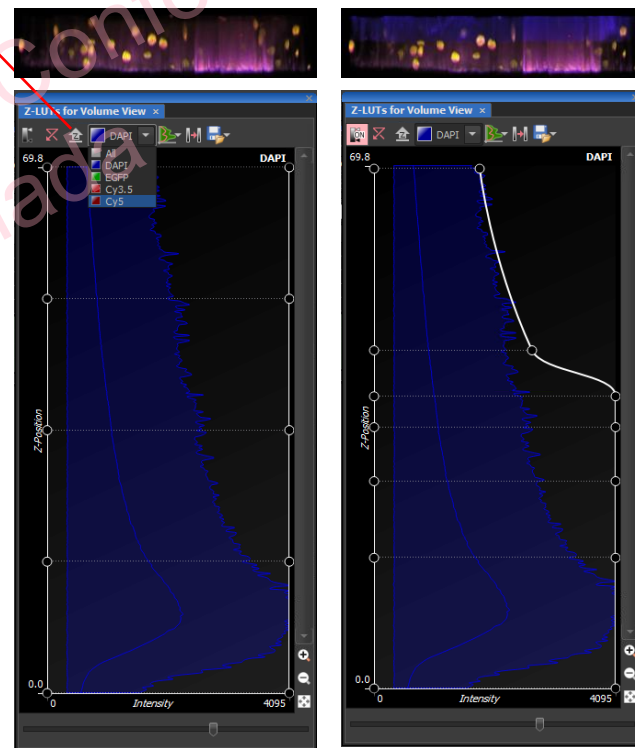 Z-LUTs for Volume View ×
DAPI
All
DAPI
EGFP
Cy3.5
Cy5
69.8
DAPI
Z-Position
0.0
0
Intensity
4095
Z-LUTs for Volume View ×
ON
DAPI
69.8
DAPI
Z-Position
0.0
0
Intensity
4095